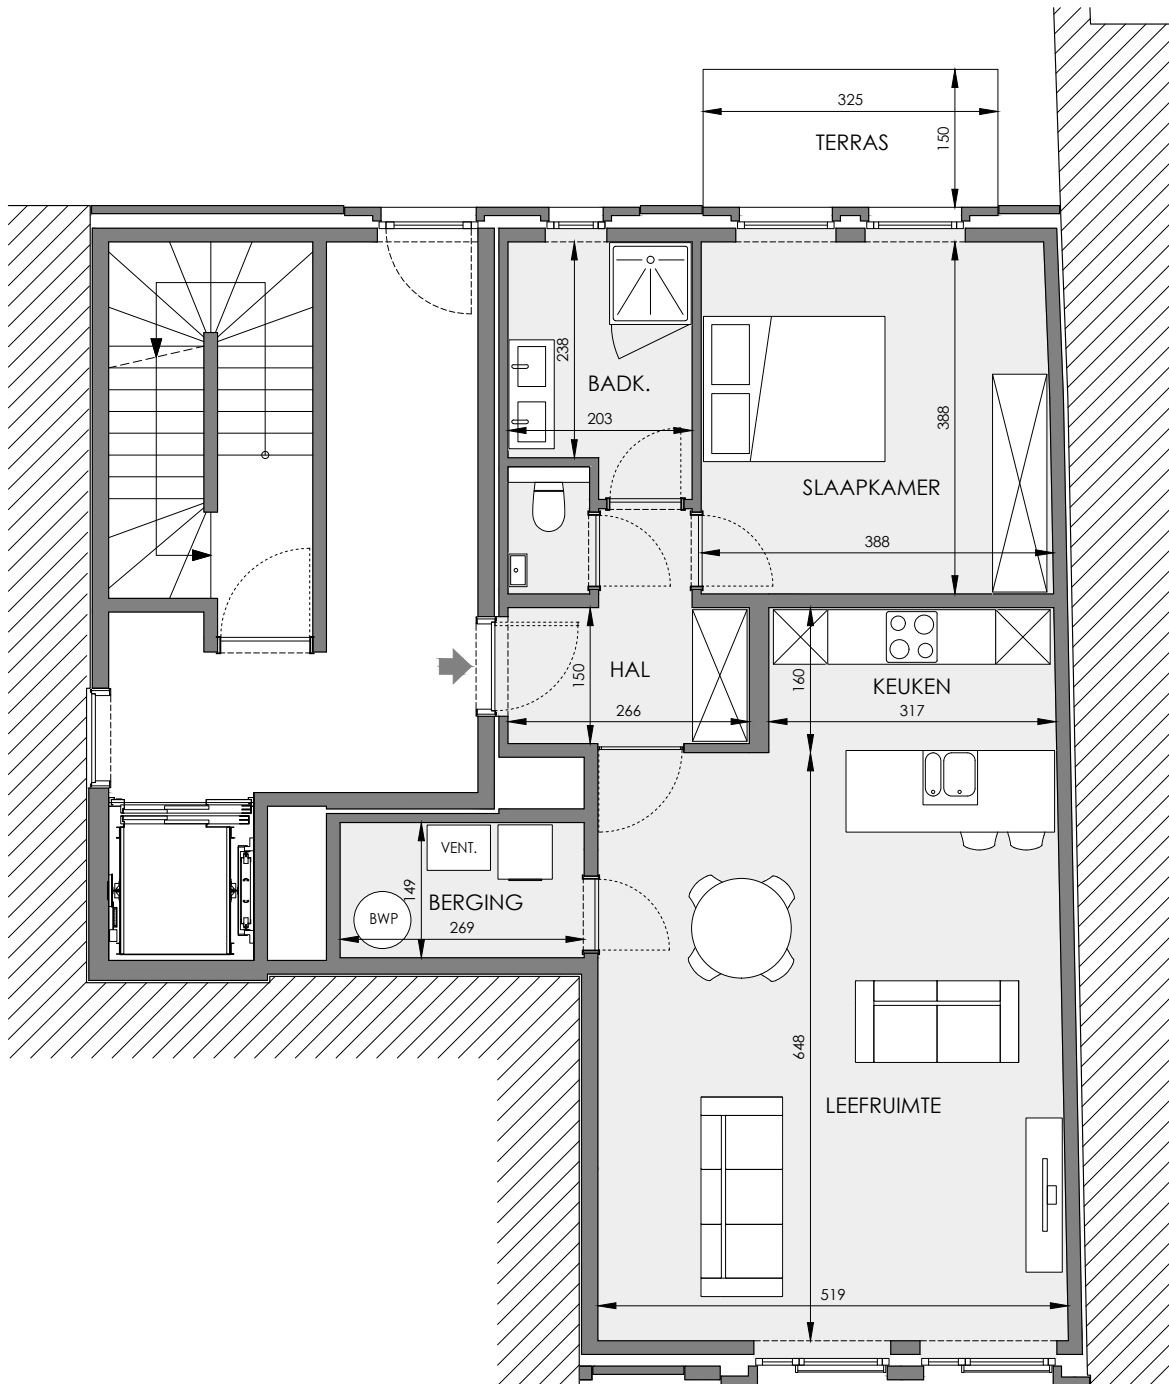 325
150
TERRAS
238
BADK.
203
388
SLAAPKAMER
388
150
HAL
266
160
KEUKEN
317
VENT.
149
BERGING
BWP
269
648
LEEFRUIMTE
519